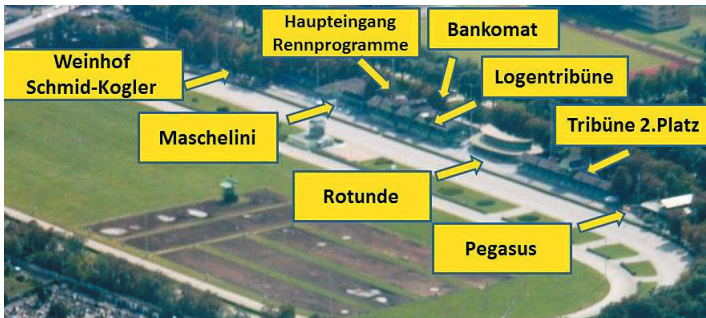 Haupteingang
Rennprogramme
Bankomat
Weinhof
Schmid-Kogler
Logentribüne
Maschelini
Tribüne 2.Platz
Rotunde
Pegasus